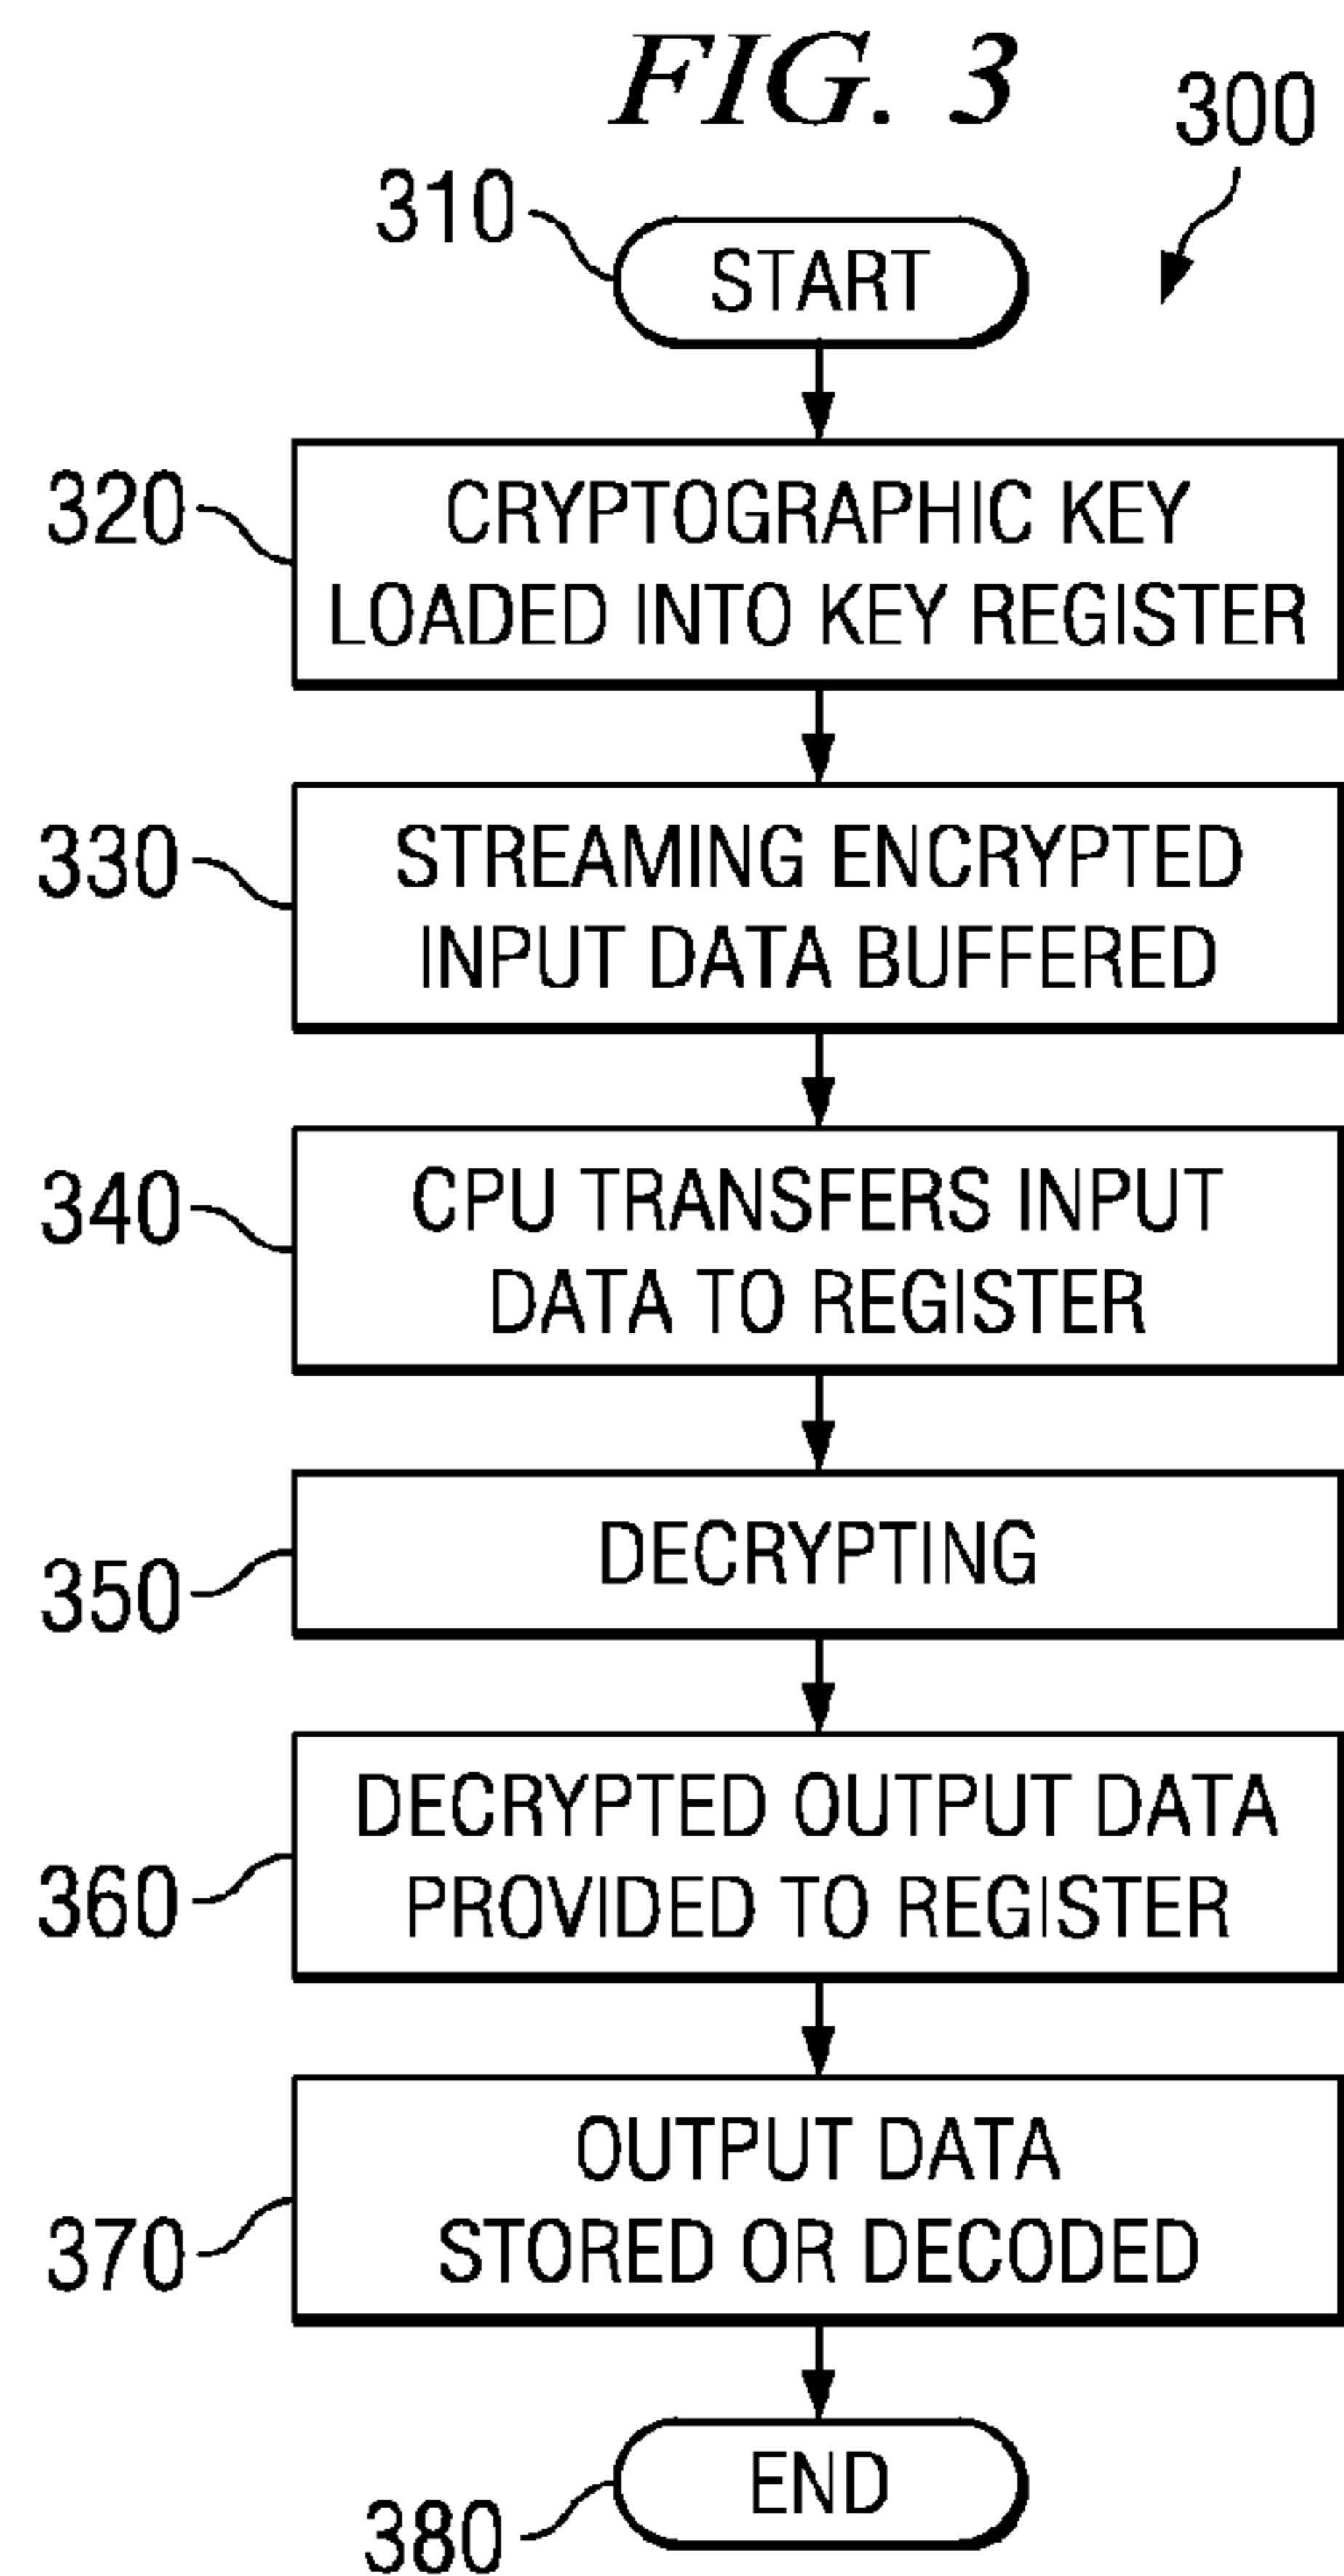 FIG. 3
300
310
START
320
CRYPTOGRAPHIC KEY
LOADED INTO KEY REGISTER
330
STREAMING ENCRYPTED
INPUT DATA BUFFERED
340
CPU TRANSFERS INPUT
DATA TO REGISTER
350
DECRYPTING
360
DECRYPTED OUTPUT DATA
PROVIDED TO REGISTER
370
OUTPUT DATA
STORED OR DECODED
380
END